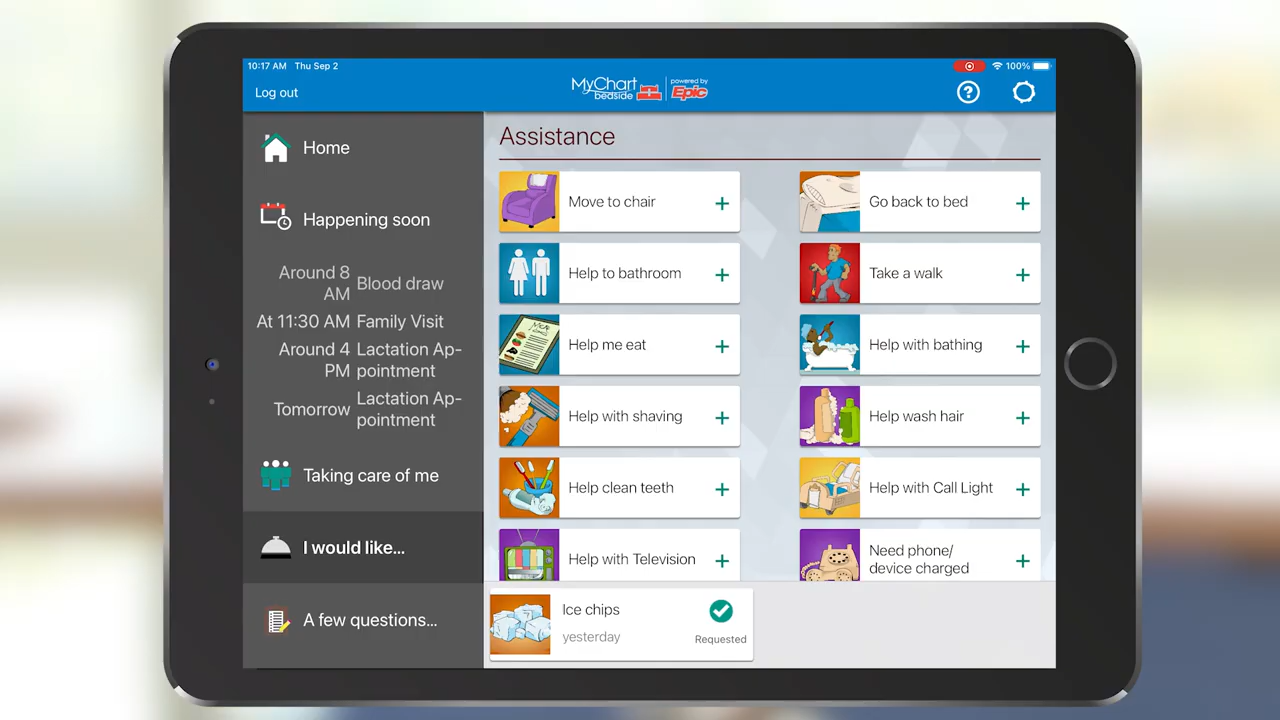 10:17 AM Thu Sep 2
100%
Log out
MyChart
bedside
powered by
Epic
Home
Happening soon
Around 8
AM
Blood draw
At 11:30 AM
Family Visit
Around 4
PM
Lactation Ap-
pointment
Tomorrow
Lactation Ap-
pointment
Taking care of me
I would like...
A few questions...
Assistance
Move to chair
Go back to bed
Help to bathroom
Take a walk
Help me eat
Help with bathing
Help with shaving
Help wash hair
Help clean teeth
Help with Call Light
Help with Television
Need phone/
device charged
Ice chips
yesterday
Requested